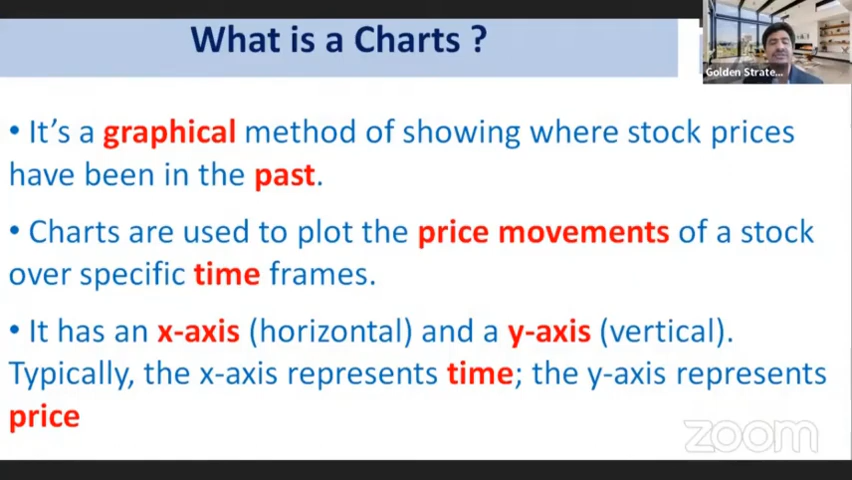 What is a Charts ?
Golden Strate...
• It's a graphical method of showing where stock prices
have been in the past.
• Charts are used to plot the price movements of a stock
over specific time frames.
• It has an x-axis (horizontal) and a y-axis (vertical).
Typically, the x-axis represents time; the y-axis represents
price
zoom